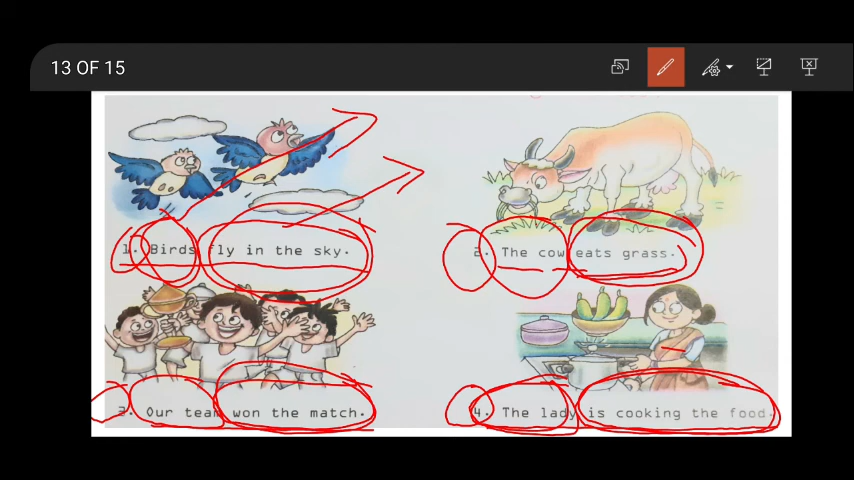 13 OF 15
1. Birds fly in the sky.
2. The cow eats grass.
3. Our team won the match.
4. The lady is cooking the food.